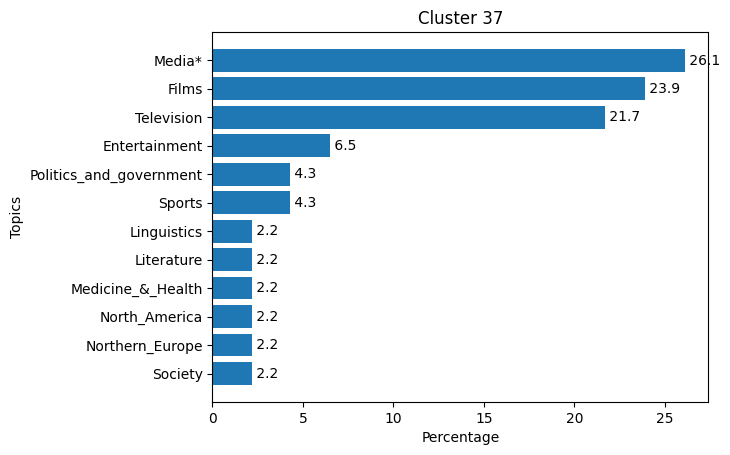 Cluster 37
Media* 26.1
Films 23.9
Television 21.7
Entertainment 6.5
Politics_and_government 4.3
Sports 4.3
Linguistics 2.2
Literature 2.2
Medicine_&_Health 2.2
North_America 2.2
Northern_Europe 2.2
Society 2.2
Topics
0 5 10 15 20 25
Percentage